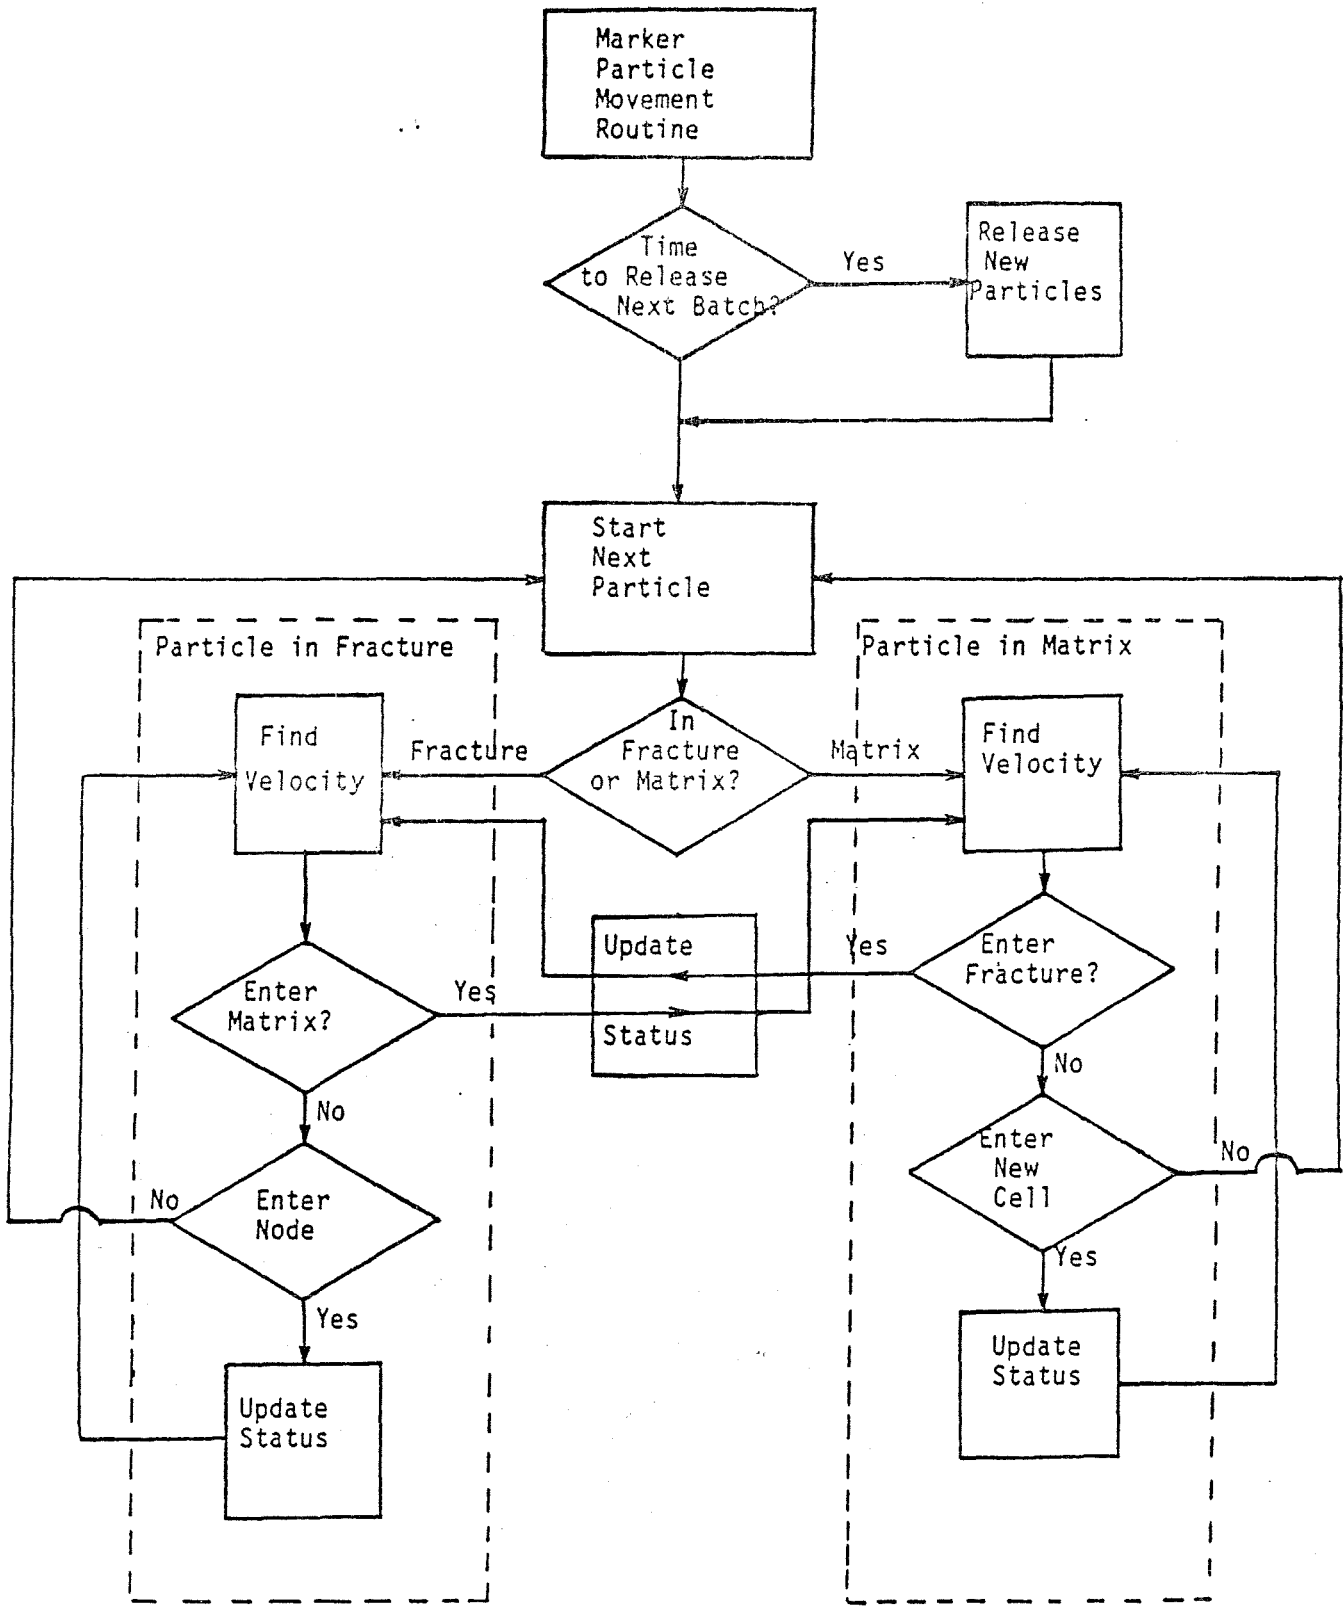 Marker
Particle
Movement
Routine
Time
to Release
Next Batch?
Yes
Release
New
Particles
Start
Next
Particle
Particle in Fracture
Particle in Matrix
In
Fracture
or Matrix?
Fracture
Matrix
Find
Velocity
Find
Velocity
Enter
Matrix?
Yes
Update
Status
Yes
Enter
Fracture?
No
No
Enter
Node
No
Yes
Update
Status
Enter
New
Cell
No
Yes
Update
Status